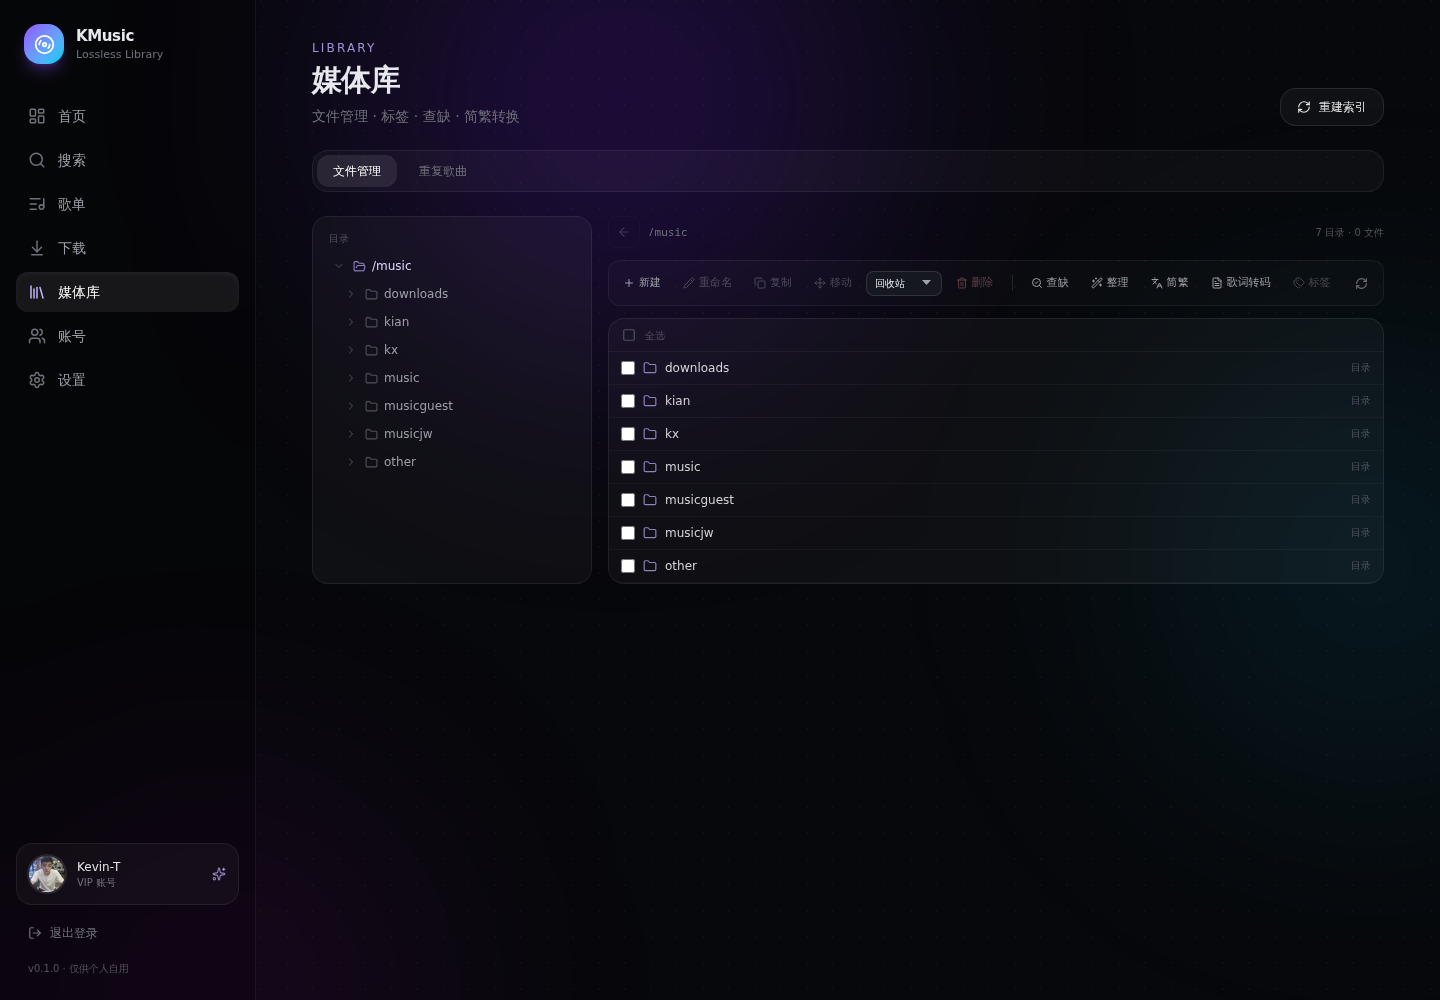 KMusic
Lossless Library
首页
搜索
歌单
下载
媒体库
账号
设置
Kevin-T
VIP 账号
退出登录
v0.1.0 · 仅供个人自用
LIBRARY
媒体库
文件管理 · 标签 · 查缺 · 简繁转换
重建索引
文件管理 重复歌曲
目录
/music
downloads
kian
kx
music
musicguest
musicjw
other
/music 7 目录 · 0 文件
新建 重命名 复制 移动 回收站 删除 查缺 整理 简繁 歌词转码 标签
全选
downloads 目录
kian 目录
kx 目录
music 目录
musicguest 目录
musicjw 目录
other 目录